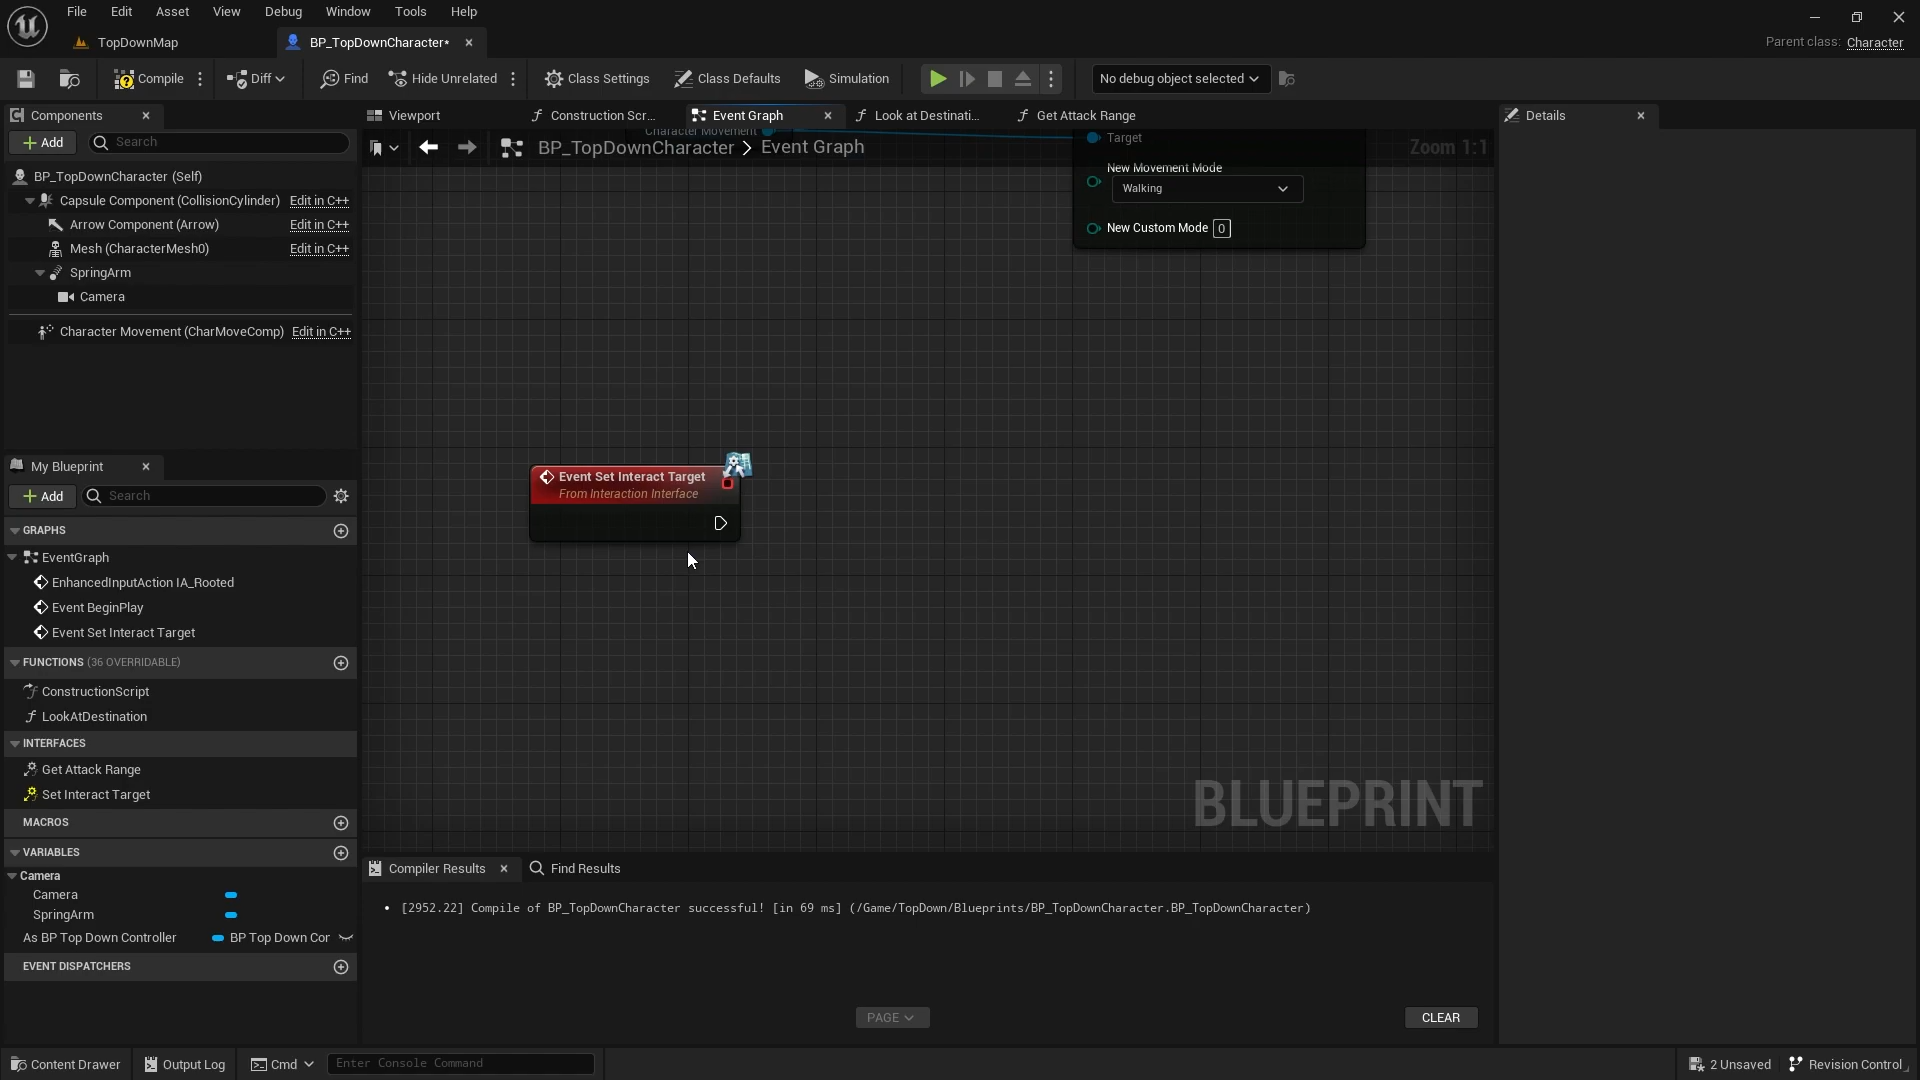 File Edit Asset View Debug Window Tools Help
TopDownMap
BP_TopDownCharacter*
Parent class: Character
Compile
Diff
Find
Hide Unrelated
Class Settings
Class Defaults
Simulation
No debug object selected
Components
Viewport
Construction Scr...
Event Graph
Look at Destinati...
Get Attack Range
Details
Add
Search
BP_TopDownCharacter > Event Graph
Zoom 1:1
BP_TopDownCharacter (Self)
Capsule Component (CollisionCylinder) Edit in C++
Arrow Component (Arrow) Edit in C++
Mesh (CharacterMesh0) Edit in C++
SpringArm
Camera
Character Movement (CharMoveComp) Edit in C++
Character Movement
Target
New Movement Mode
Walking
New Custom Mode 0
Event Set Interact Target
From Interaction Interface
BLUEPRINT
My Blueprint
Add
Search
GRAPHS
EventGraph
EnhancedInputAction IA_Rooted
Event BeginPlay
Event Set Interact Target
FUNCTIONS (36 OVERRIDABLE)
ConstructionScript
LookAtDestination
INTERFACES
Get Attack Range
Set Interact Target
MACROS
VARIABLES
Camera
Camera
SpringArm
As BP Top Down Controller BP Top Down Cor
EVENT DISPATCHERS
Compiler Results
Find Results
• [2952.22] Compile of BP_TopDownCharacter successful! [in 69 ms] (/Game/TopDown/Blueprints/BP_TopDownCharacter.BP_TopDownCharacter)
PAGE
CLEAR
Content Drawer
Output Log
Cmd
Enter Console Command
2 Unsaved
Revision Control